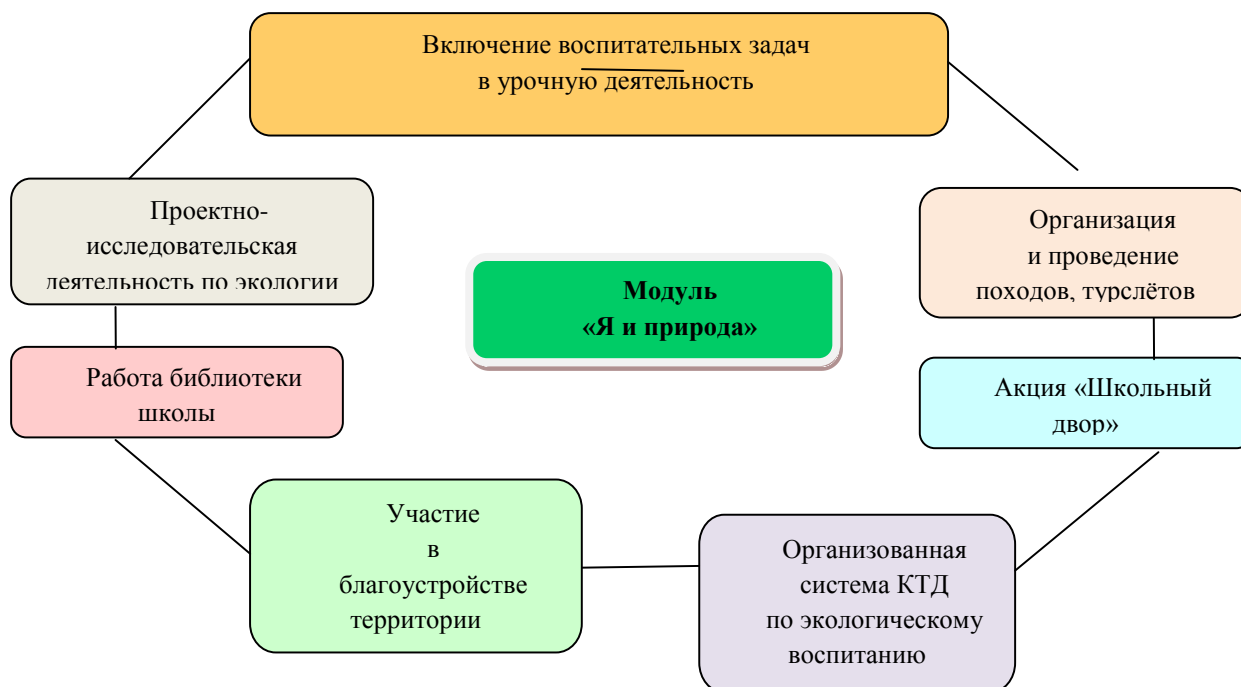 Включение воспитательных задач
в урочную деятельность
Проектно-
исследовательская
деятельность по экологии
Организация
и проведение
походов, турслётов
Модуль
«Я и природа»
Работа библиотеки
школы
Акция «Школьный
двор»
Участие
в
благоустройстве
территории
Организованная
система КТД
по экологическому
воспитанию